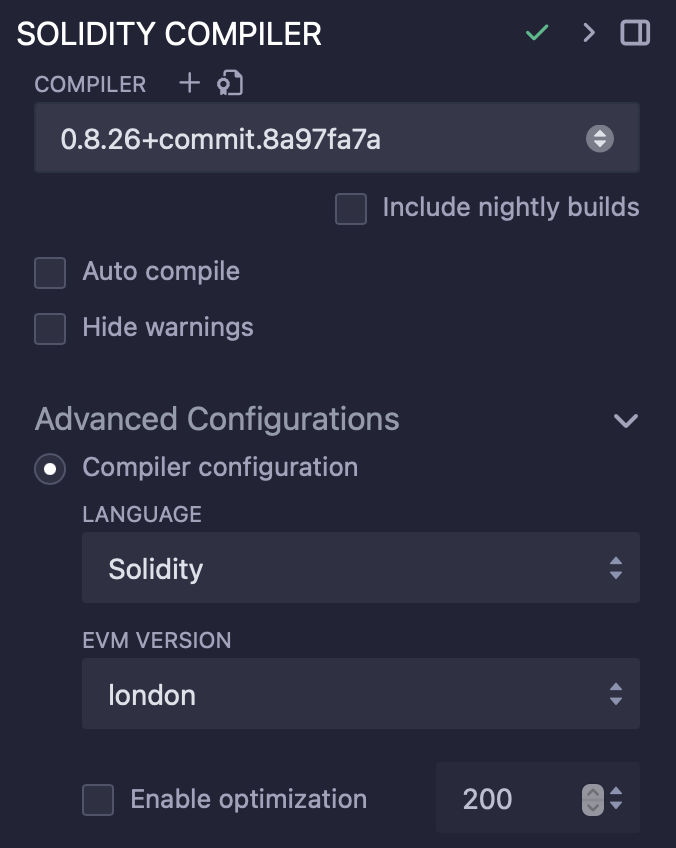 SOLIDITY COMPILER
COMPILER
0.8.26+commit.8a97fa7a
Include nightly builds
Auto compile
Hide warnings
Advanced Configurations
Compiler configuration
LANGUAGE
Solidity
EVM VERSION
london
Enable optimization 200